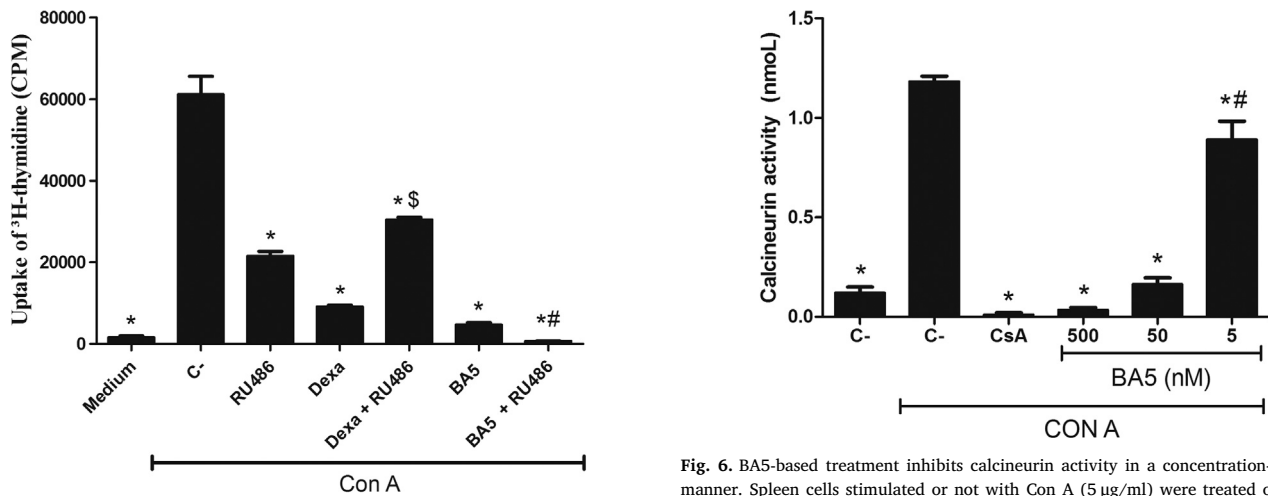 80000
60000
40000
20000
0
Uptake of ³H-thymidine (CPM)
*
*
*
* $
*
*#
Medium
C-
RU486
Dexa
Dexa + RU486
BA5
BA5 + RU486
Con A
1.5
1.0
0.5
0.0
Calcineurin activity (nmoL)
*
*
*
*
*#
C-
C-
CsA
500
50
5
BA5 (nM)
CON A
Fig. 6. BA5-based treatment inhibits calcineurin activity in a concentration-
manner. Spleen cells stimulated or not with Con A (5 μg/ml) were treated o